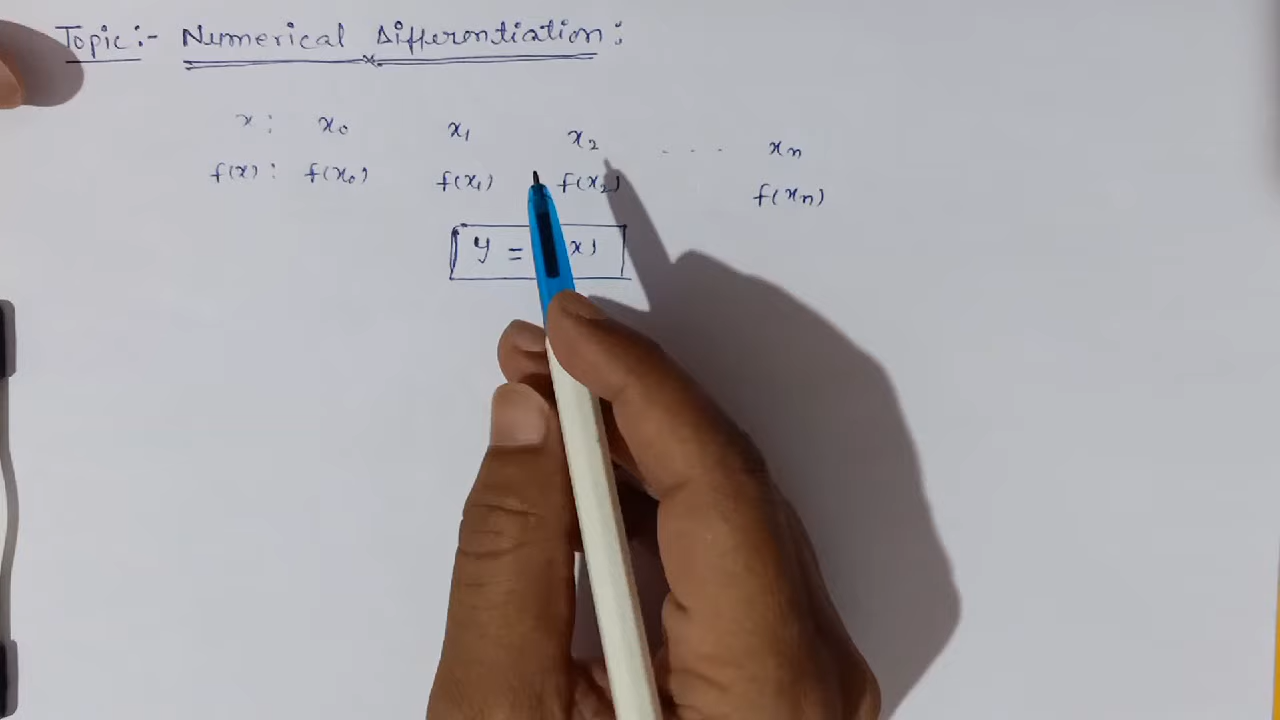 Topic:- Numerical Differentiation:
x: x₀ x₁ x₂ ... xₙ
f(x): f(x₀) f(x₁) f(x₂) f(xₙ)
y = x)